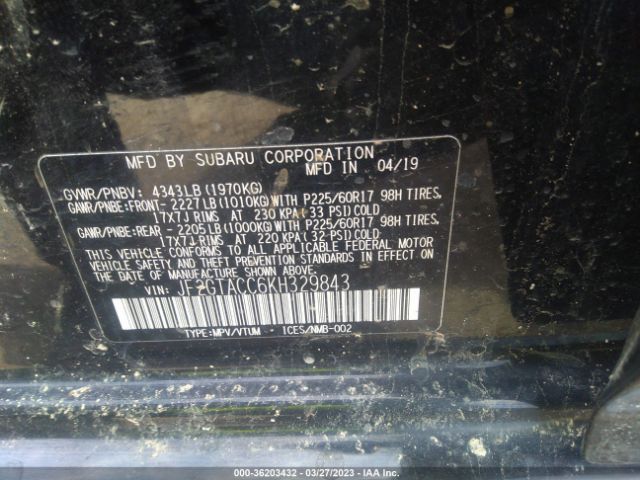 MFD BY SUBARU CORPORATION
MFD IN 04/19
GVWR/PNBV: 4343LB(1970KG)
GAWR/PNBE:FRONT- 2227LB(1010KG)WITH P225/60R17 98H TIRES,
17X7J RIMS AT 230 KPA(33 PSI)COLD
GAWR/PNBE:REAR - 2205LB(1000KG)WITH P225/60R17 98H TIRES,
17X7J RIMS AT 220 KPA(32 PSI)COLD
THIS VEHICLE CONFORMS TO ALL APPLICABLE FEDERAL MOTOR
VEHICLE SAFETY AND THEFT PREVENTION STANDARDS IN EFFECT ON
THE DATE OF MANUFACTURE SHOWN ABOVE.
VIN: JF2GTACC6KH329843
TYPE:MPV/VTUM ICES/NMB-002
000-36203432 - 03/27/2023 - IAA Inc.